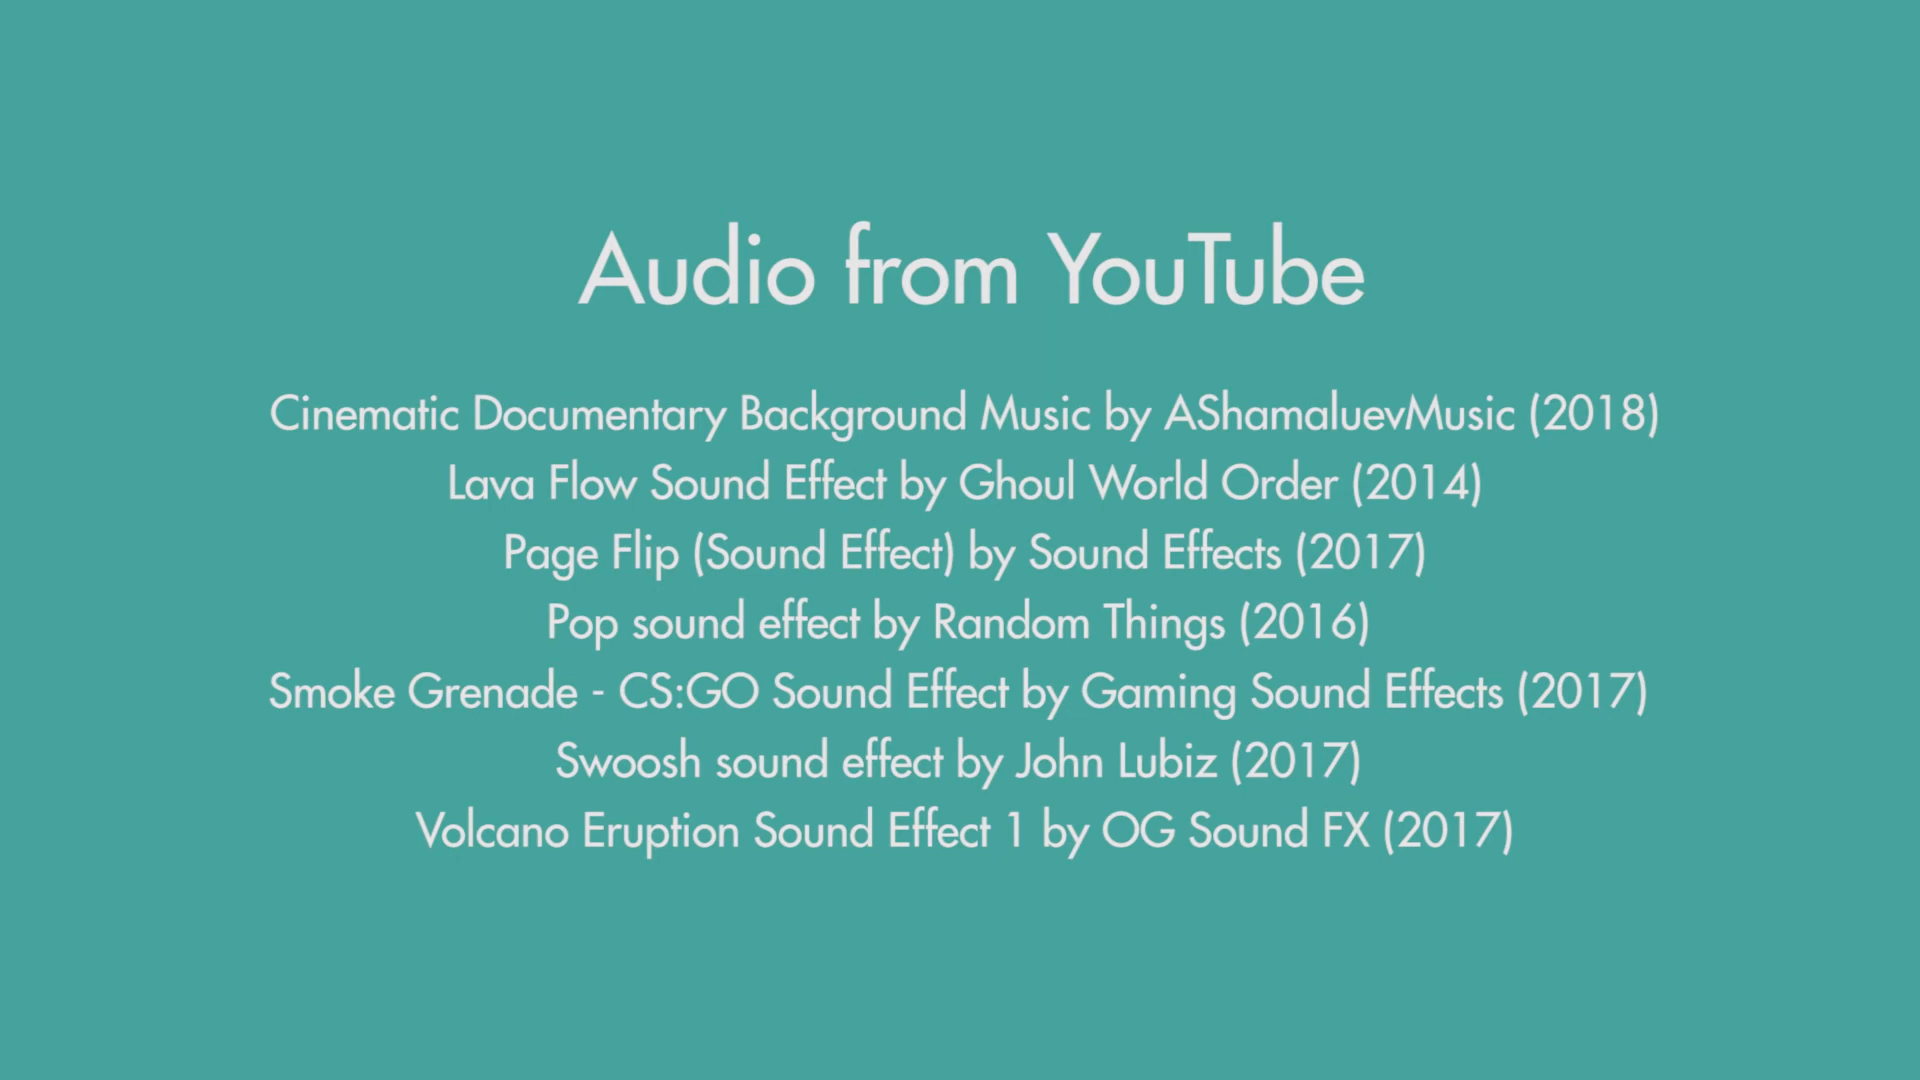 Audio from YouTube
Cinematic Documentary Background Music by AShamaluevMusic (2018)
Lava Flow Sound Effect by Ghoul World Order (2014)
Page Flip (Sound Effect) by Sound Effects (2017)
Pop sound effect by Random Things (2016)
Smoke Grenade - CS:GO Sound Effect by Gaming Sound Effects (2017)
Swoosh sound effect by John Lubiz (2017)
Volcano Eruption Sound Effect 1 by OG Sound FX (2017)